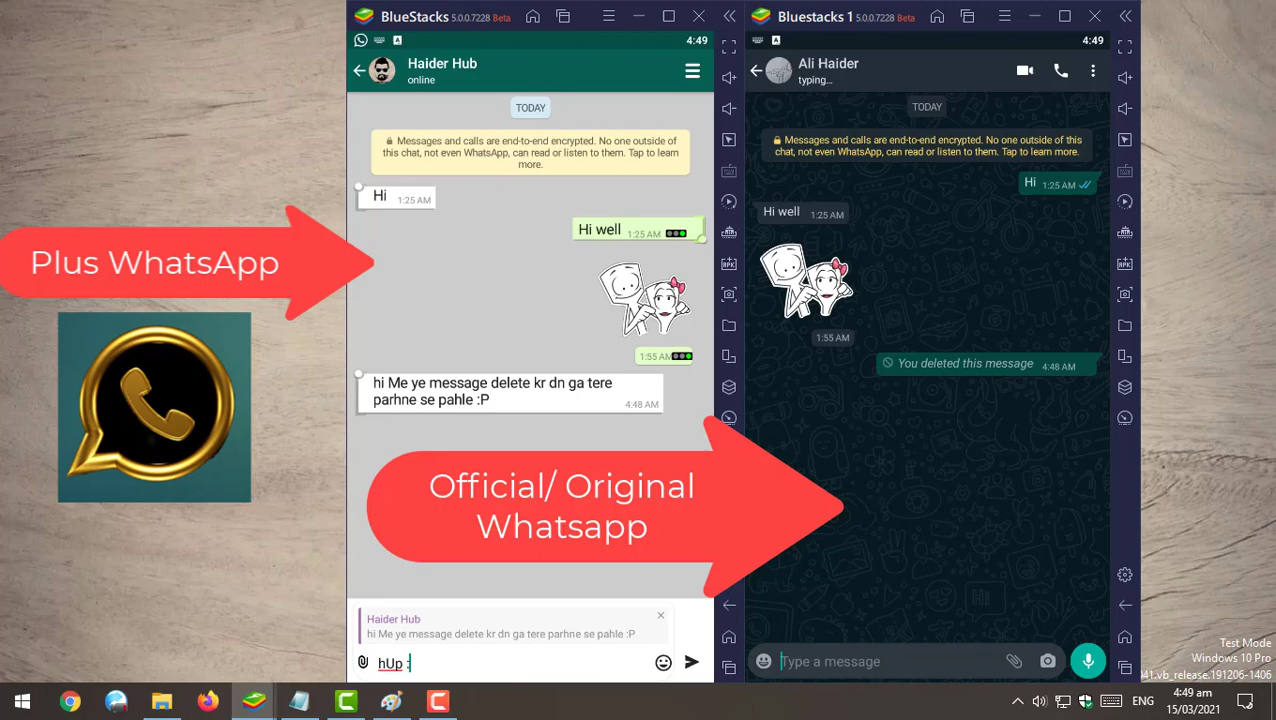 BlueStacks 5.0.0.7228 Beta
4:49
Haider Hub
online
TODAY
Messages and calls are end-to-end encrypted. No one outside of
this chat, not even WhatsApp, can read or listen to them. Tap to learn
more.
Hi 1:25 AM
Hi well 1:25 AM
1:55 AM
hi Me ye message delete kr dn ga tere
parhne se pahle :P
4:48 AM
Haider Hub
hi Me ye message delete kr dn ga tere parhne se pahle :P
hUp :
Plus WhatsApp
Official/ Original
Whatsapp
Bluestacks 1 5.0.0.7228 Beta
4:49
Ali Haider
typing...
TODAY
Messages and calls are end-to-end encrypted. No one outside of this
chat, not even WhatsApp, can read or listen to them. Tap to learn more.
Hi 1:25 AM
Hi well 1:25 AM
1:55 AM
You deleted this message 4:48 AM
Type a message
Test Mode
Windows 10 Pro
41.vb_release.191206-1406
ENG
4:49 am
15/03/2021